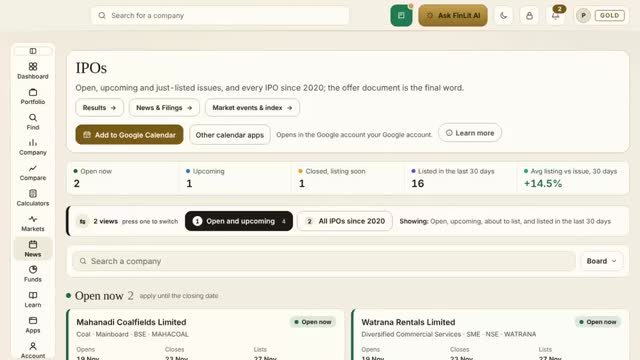 Search for a company
Ask FinLit AI
2
P
GOLD
Dashboard
Portfolio
Find
Company
Compare
Calculators
Markets
News
Funds
Learn
Apps
Account
IPOs
Open, upcoming and just-listed issues, and every IPO since 2020; the offer document is the final word.
Results →
News & Filings →
Market events & index →
Add to Google Calendar
Other calendar apps
Opens in the Google account your Google account.
Learn more
Open now
2
Upcoming
1
Closed, listing soon
1
Listed in the last 30 days
16
Avg listing vs issue, 30 days
+14.5%
2 views press one to switch
1 Open and upcoming 4
2 All IPOs since 2020
Showing: Open, upcoming, about to list, and listed in the last 30 days
Search a company
Board
Open now 2 apply until the closing date
Mahanadi Coalfields Limited
Open now
Coal · Mainboard · BSE · MAHACOAL
Opens Closes Lists
19 Nov 23 Nov 27 Nov
Watrana Rentals Limited
Open now
Diversified Commercial Services · SME · NSE · WATRANA
Opens Closes Lists
19 Nov 23 Nov 27 Nov